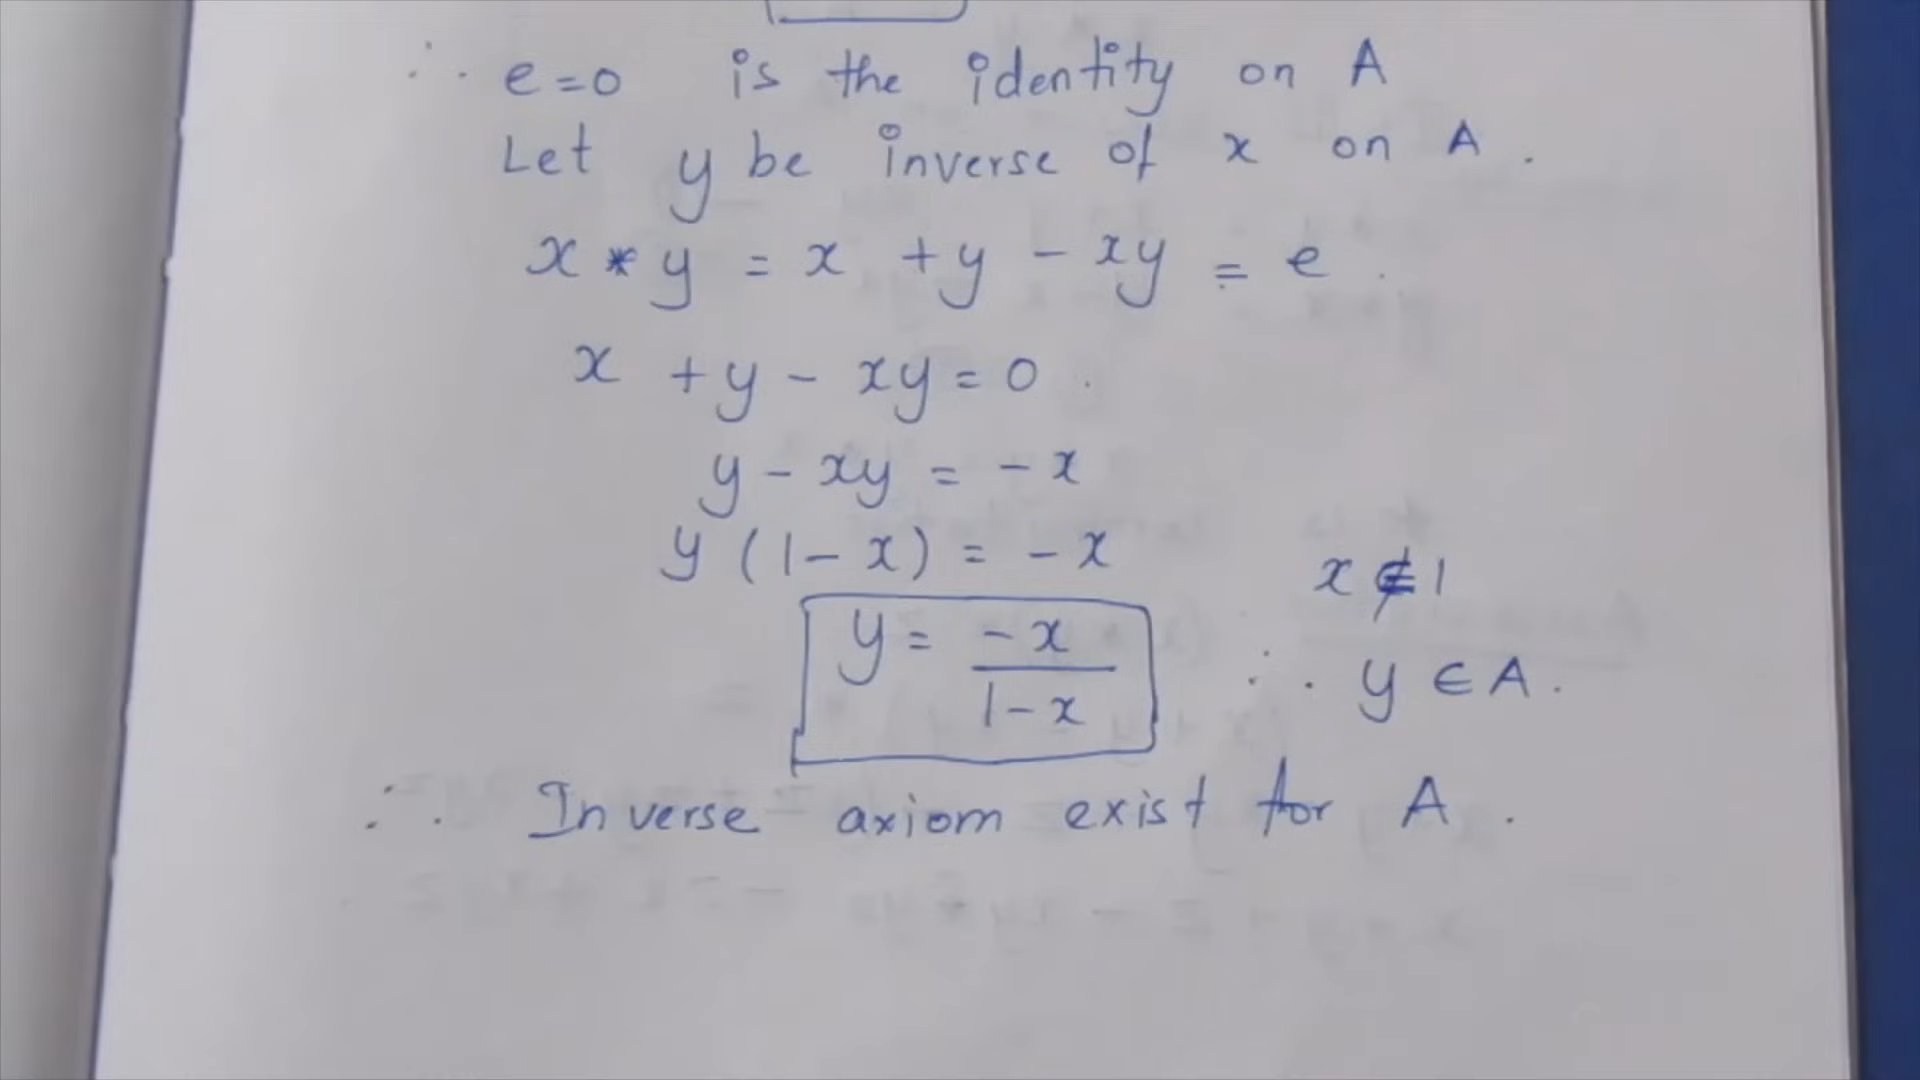 ∴ e=0 is the identity on A
Let y be inverse of x on A .
x * y = x + y - xy = e .
x + y - xy = 0 .
y - xy = - x
y (1 - x) = - x
x ≠ 1
y = -x / 1-x
∴ y ∈ A .
∴ Inverse axiom exist for A .